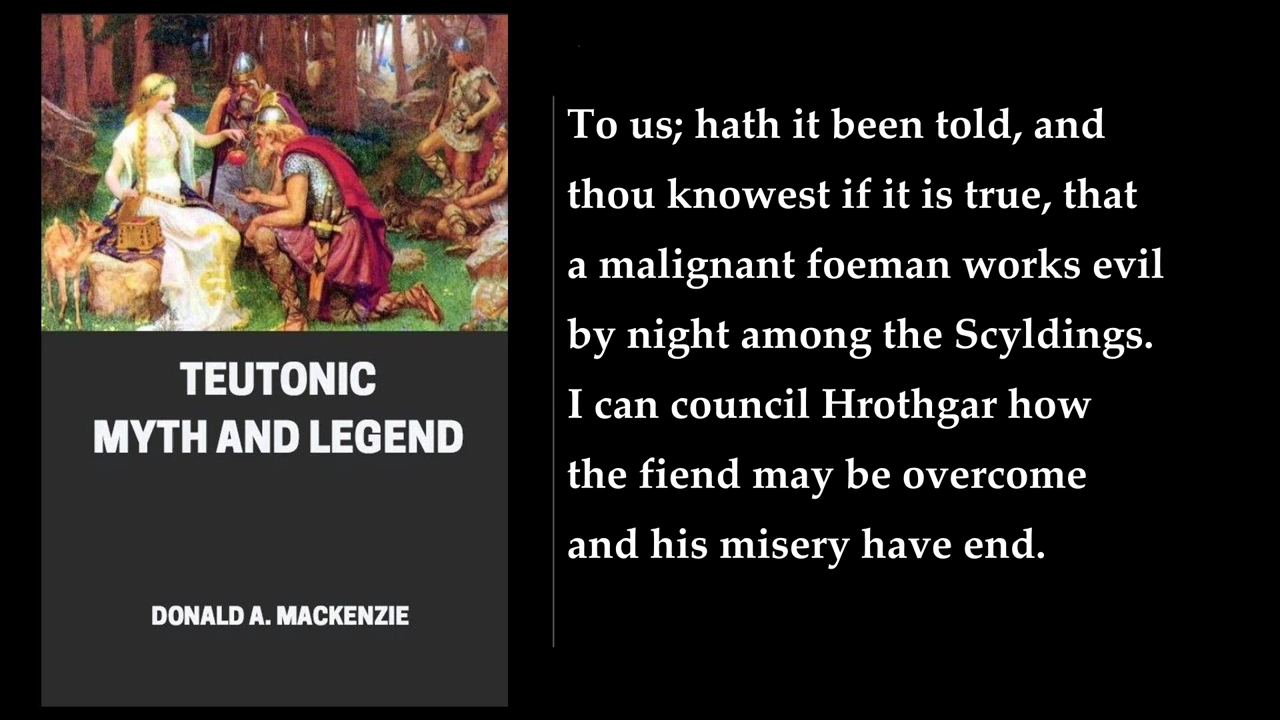 TEUTONIC
MYTH AND LEGEND
DONALD A. MACKENZIE
To us; hath it been told, and
thou knowest if it is true, that
a malignant foeman works evil
by night among the Scyldings.
I can council Hrothgar how
the fiend may be overcome
and his misery have end.